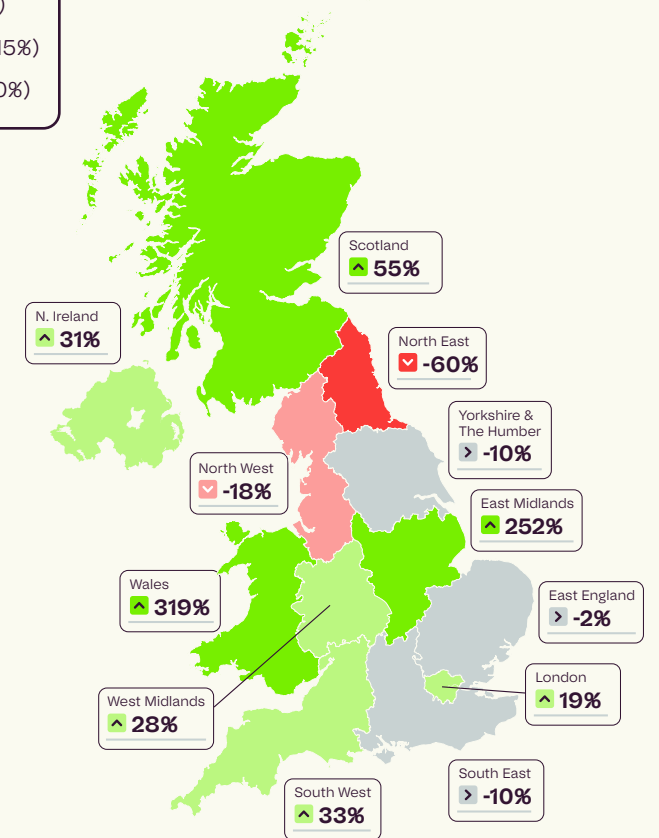 )
15%)
0%)
Scotland
55%
N. Ireland
31%
North East
-60%
Yorkshire &
The Humber
-10%
North West
-18%
East Midlands
252%
Wales
319%
East England
-2%
London
19%
West Midlands
28%
South East
-10%
South West
33%